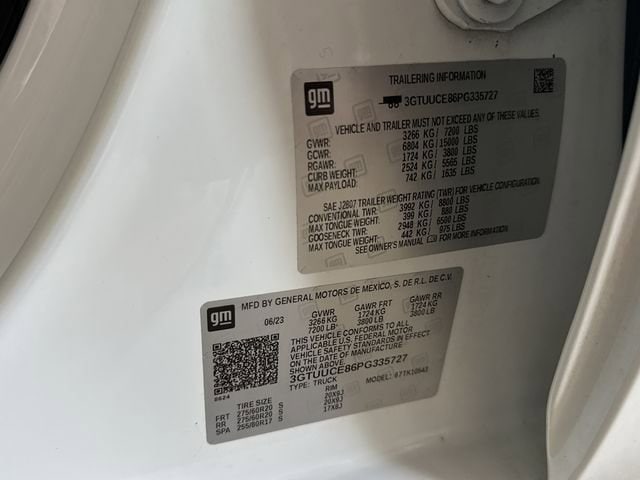 TRAILERING INFORMATION
gm
3GTUUCE86PG335727
VEHICLE AND TRAILER MUST NOT EXCEED ANY OF THESE VALUES.
GVWR: 3266 KG/ 7200 LBS
GCWR: 6804 KG/15000 LBS
RGAWR: 1724 KG/ 3800 LBS
CURB WEIGHT: 2524 KG/ 5565 LBS
MAX PAYLOAD: 742 KG/ 1635 LBS
SAE J2807 TRAILER WEIGHT RATING (TWR) FOR VEHICLE CONFIGURATION
CONVENTIONAL TWR: 3992 KG/ 8800 LBS
MAX TONGUE WEIGHT: 399 KG/ 880 LBS
GOOSENECK TWR: 2948 KG/ 6500 LBS
MAX TONGUE WEIGHT: 442 KG/ 975 LBS
SEE OWNER'S MANUAL FOR MORE INFORMATION
gm
MFD BY GENERAL MOTORS DE MEXICO, S. DE R.L. DE C.V.
06/23 GVWR GAWR FRT GAWR RR
3266 KG 1724 KG 1724 KG
7200 LB 3800 LB 3800 LB
THIS VEHICLE CONFORMS TO ALL
APPLICABLE U.S. FEDERAL MOTOR
VEHICLE SAFETY STANDARDS IN EFFECT
ON THE DATE OF MANUFACTURE
SHOWN ABOVE.
3GTUUCE86PG335727
TYPE: TRUCK MODEL: 67TK10543
0624
TIRE SIZE RIM
FRT 275/60R20 S 20X9J
RR 275/60R20 S 20X9J
SPA 255/80R17 S 17X8J